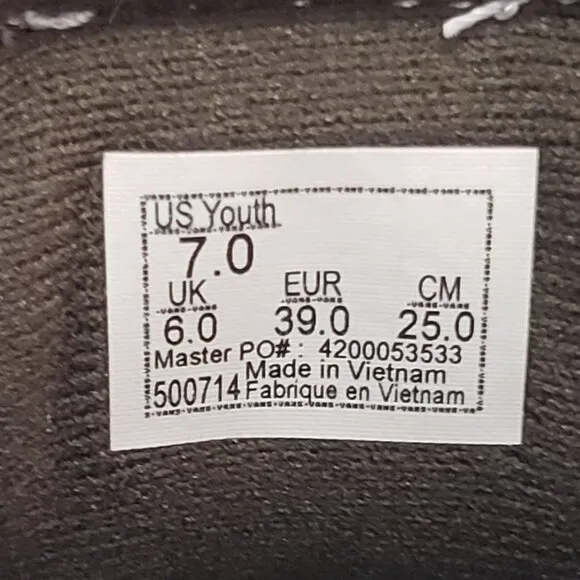 US Youth
7.0
UK EUR CM
6.0 39.0 25.0
Master PO# : 4200053533
Made in Vietnam
500714 Fabrique en Vietnam